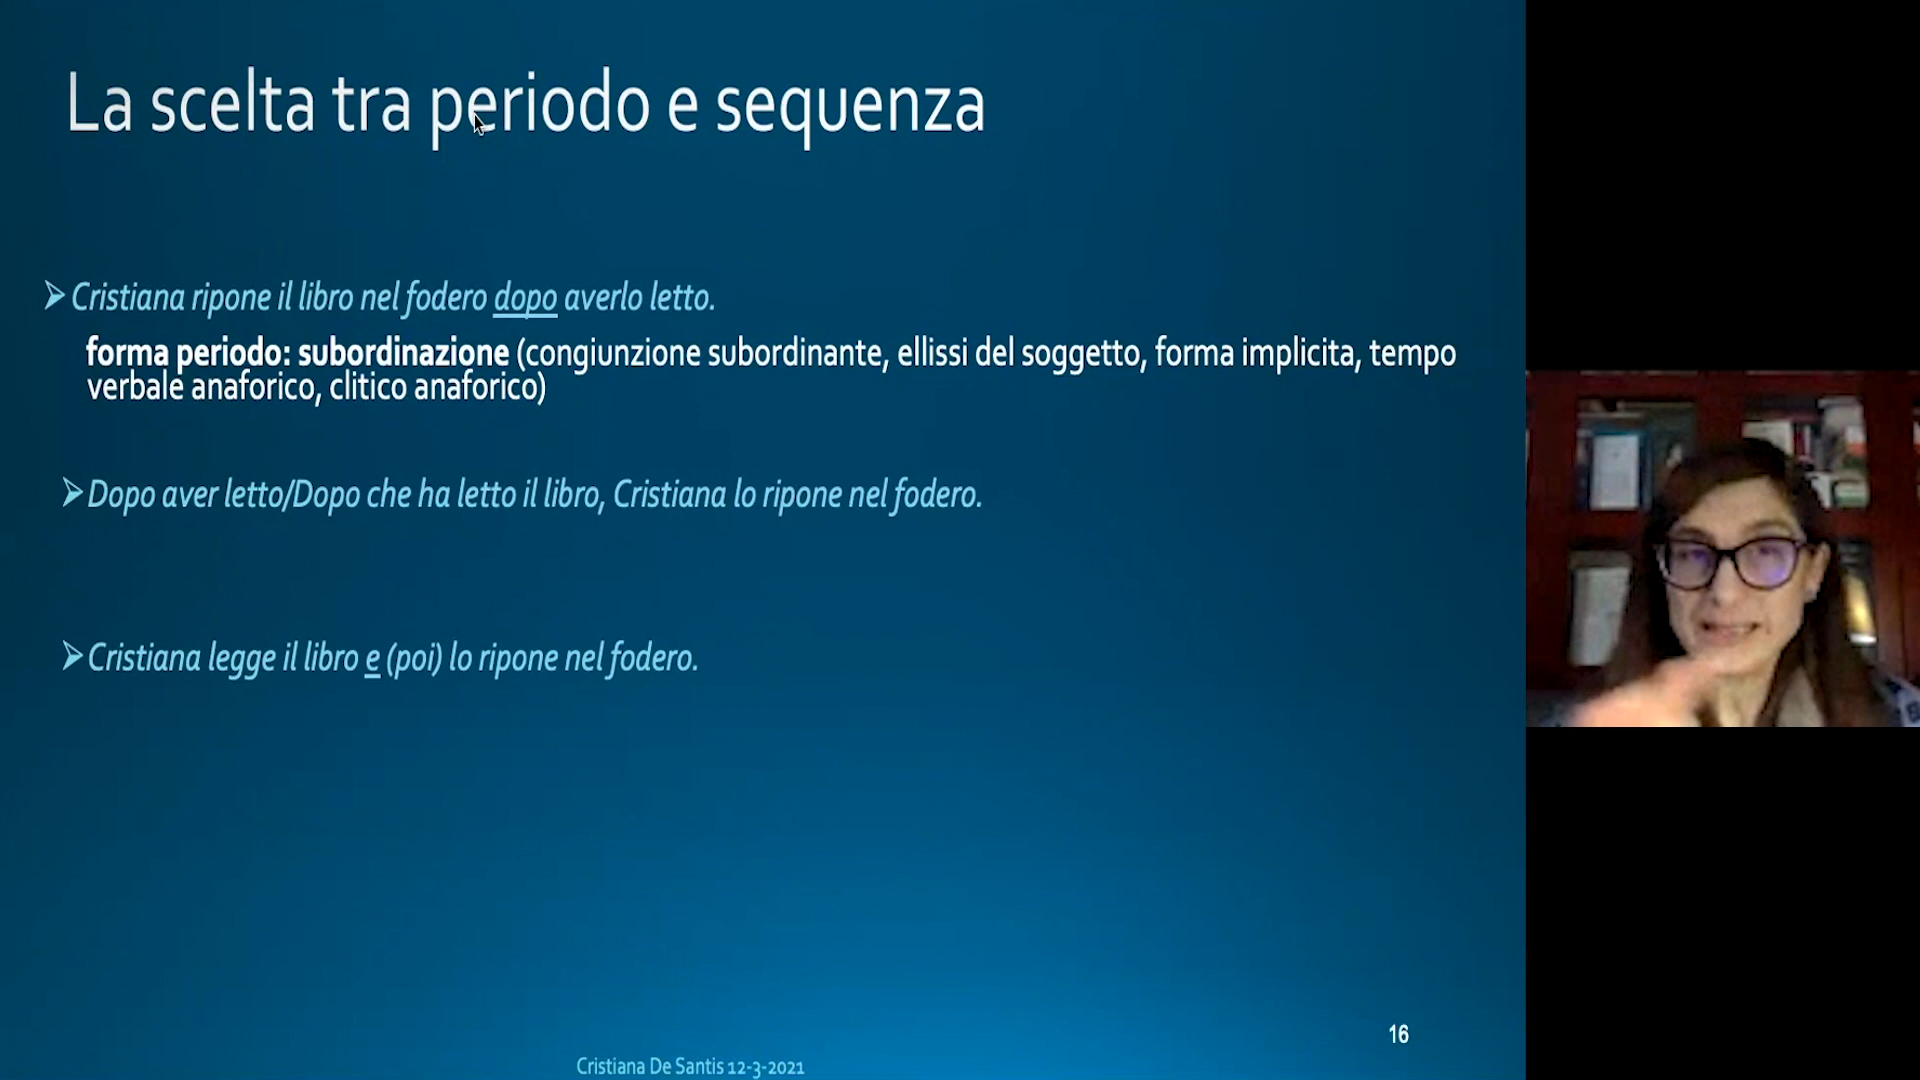 La scelta tra periodo e sequenza
Cristiana ripone il libro nel fodero dopo averlo letto.
forma periodo: subordinazione (congiunzione subordinante, ellissi del soggetto, forma implicita, tempo
verbale anaforico, clitico anaforico)
Dopo aver letto/Dopo che ha letto il libro, Cristiana lo ripone nel fodero.
Cristiana legge il libro e (poi) lo ripone nel fodero.
16
Cristiana De Santis 12-3-2021